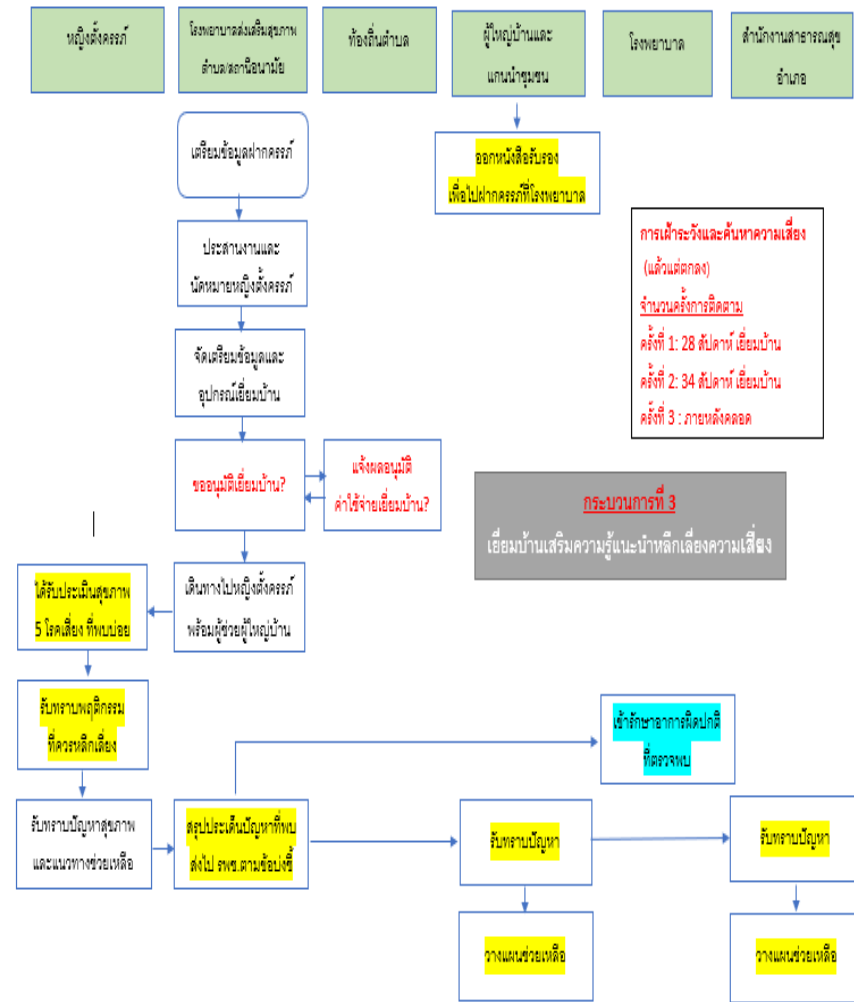 หญิงตั้งครรภ์
โรงพยาบาลส่งเสริมสุขภาพ
ตำบล/สถานีอนามัย
ท้องถิ่นตำบล
ผู้ใหญ่บ้านและ
แกนนำชุมชน
โรงพยาบาล
สำนักงานสาธารณสุข
อำเภอ
เตรียมข้อมูลฝากครรภ์
ออกหนังสือรับรอง
เพื่อไปฝากครรภ์ที่โรงพยาบาล
ประสานงานและ
นัดหมายหญิงตั้งครรภ์
การเฝ้าระวังและค้นหาความเสี่ยง
(แล้วแต่ตกลง)
จำนวนครั้งการติดตาม
ครั้งที่ 1: 28 สัปดาห์ เยี่ยมบ้าน
ครั้งที่ 2: 34 สัปดาห์ เยี่ยมบ้าน
ครั้งที่ 3 : ภายหลังคลอด
จัดเตรียมข้อมูลและ
อุปกรณ์เยี่ยมบ้าน
ขออนุมัติเยี่ยมบ้าน?
แจ้งผลอนุมัติ
ค่าใช้จ่ายเยี่ยมบ้าน?
กระบวนการที่ 3
เยี่ยมบ้านเสริมความรู้แนะนำหลีกเลี่ยงความเสี่ยง
ได้รับประเมินสุขภาพ
5 โรคเสี่ยง ที่พบบ่อย
เดินทางไปหญิงตั้งครรภ์
พร้อมผู้ช่วยผู้ใหญ่บ้าน
รับทราบพฤติกรรม
ที่ควรหลีกเลี่ยง
เข้ารักษาอาการผิดปกติ
ที่ตรวจพบ
รับทราบปัญหาสุขภาพ
และแนวทางช่วยเหลือ
สรุปประเด็นปัญหาที่พบ
ส่งไป รพช.ตามข้อบ่งชี้
รับทราบปัญหา
รับทราบปัญหา
วางแผนช่วยเหลือ
วางแผนช่วยเหลือ